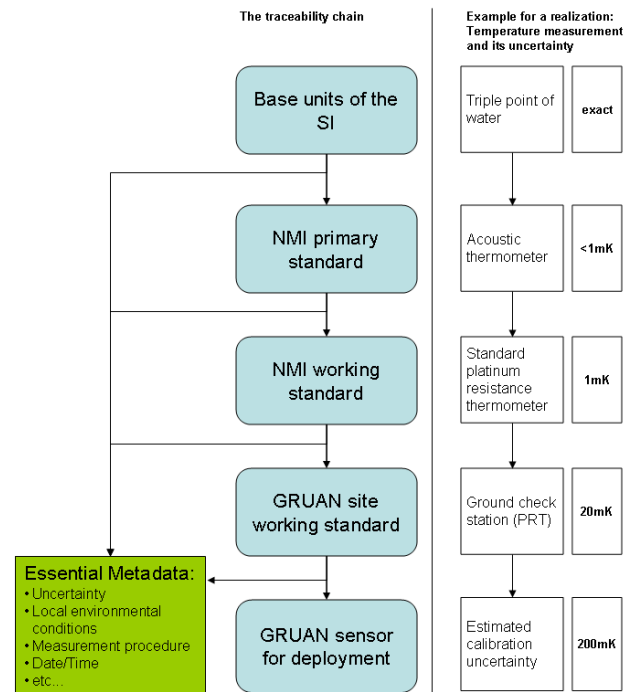 The traceability chain
Example for a realization:
Temperature measurement
and its uncertainty
Base units of the
SI
Triple point of
water
exact
NMI primary
standard
Acoustic
thermometer
<1mK
NMI working
standard
Standard
platinum
resistance
thermometer
1mK
GRUAN site
working standard
Ground check
station (PRT)
20mK
Essential Metadata:
• Uncertainty
• Local environmental
conditions
• Measurement procedure
• Date/Time
• etc...
GRUAN sensor
for deployment
Estimated
calibration
uncertainty
200mK